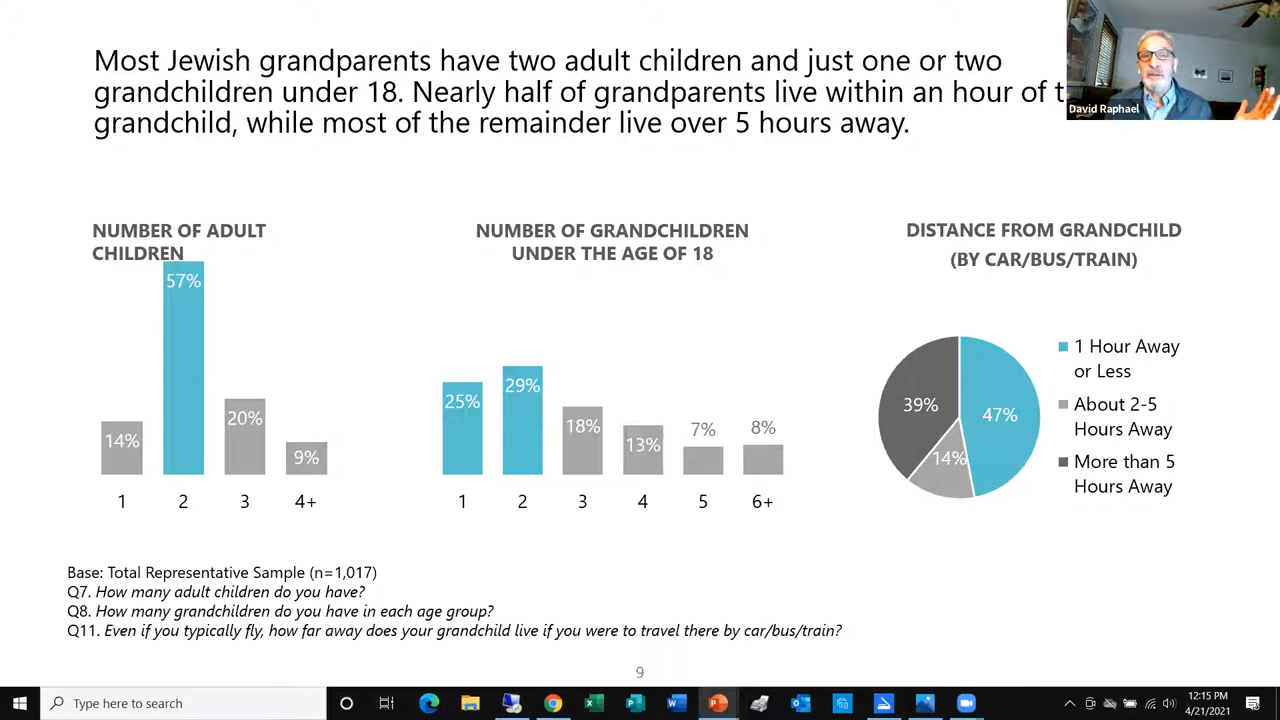 Most Jewish grandparents have two adult children and just one or two
grandchildren under 18. Nearly half of grandparents live within an hour of
grandchild, while most of the remainder live over 5 hours away.
David Raphael
NUMBER OF ADULT
CHILDREN
57%
14%
20%
9%
1 2 3 4+
NUMBER OF GRANDCHILDREN
UNDER THE AGE OF 18
25%
29%
18%
13%
7%
8%
1 2 3 4 5 6+
DISTANCE FROM GRANDCHILD
(BY CAR/BUS/TRAIN)
39%
47%
14%
1 Hour Away
or Less
About 2-5
Hours Away
More than 5
Hours Away
Base: Total Representative Sample (n=1,017)
Q7. How many adult children do you have?
Q8. How many grandchildren do you have in each age group?
Q11. Even if you typically fly, how far away does your grandchild live if you were to travel there by car/bus/train?
9
Type here to search
12:15 PM
4/21/2021